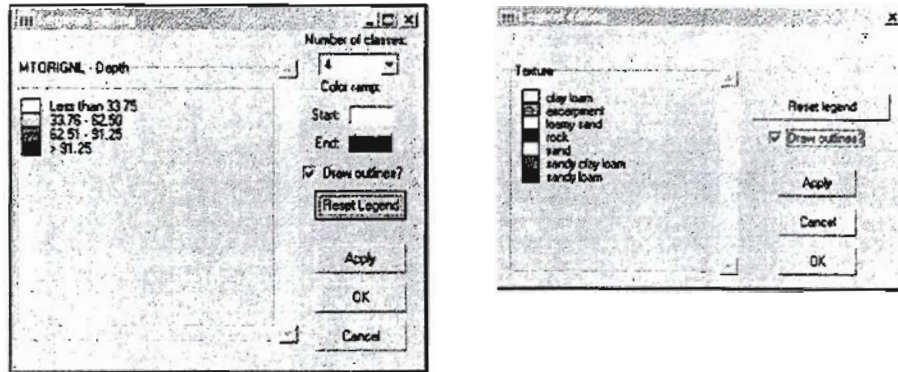 Number of classes:
MTORIGNL - Depth
4
Color ramp:
Less than 33.75
33.76 - 62.50
62.51 - 91.25
> 91.25
Start:
End:
Draw outlines?
Reset Legend
Apply
OK
Cancel
Texture
clay loam
escarpment
loamy sand
rock
sand
sandy clay loam
sandy loam
Reset legend
Draw outlines?
Apply
Cancel
OK